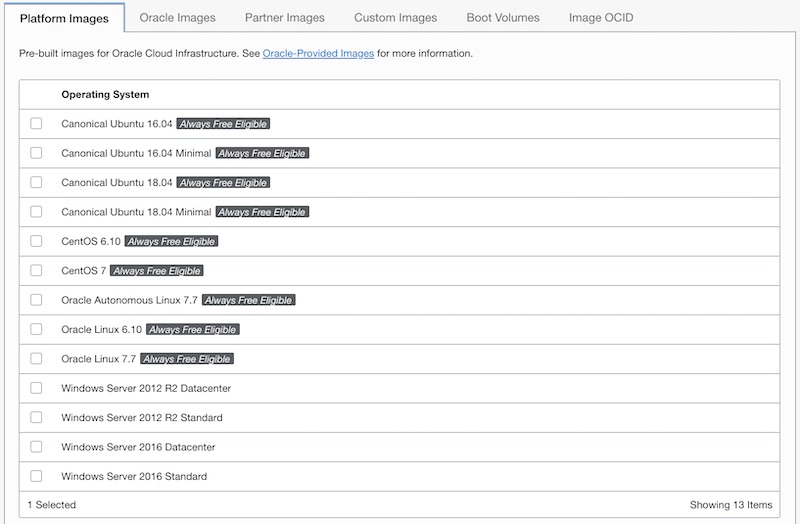 Platform Images Oracle Images Partner Images Custom Images Boot Volumes Image OCID
Pre-built images for Oracle Cloud Infrastructure. See Oracle-Provided Images for more information.
Operating System
Canonical Ubuntu 16.04 Always Free Eligible
Canonical Ubuntu 16.04 Minimal Always Free Eligible
Canonical Ubuntu 18.04 Always Free Eligible
Canonical Ubuntu 18.04 Minimal Always Free Eligible
CentOS 6.10 Always Free Eligible
CentOS 7 Always Free Eligible
Oracle Autonomous Linux 7.7 Always Free Eligible
Oracle Linux 6.10 Always Free Eligible
Oracle Linux 7.7 Always Free Eligible
Windows Server 2012 R2 Datacenter
Windows Server 2012 R2 Standard
Windows Server 2016 Datacenter
Windows Server 2016 Standard
1 Selected Showing 13 Items